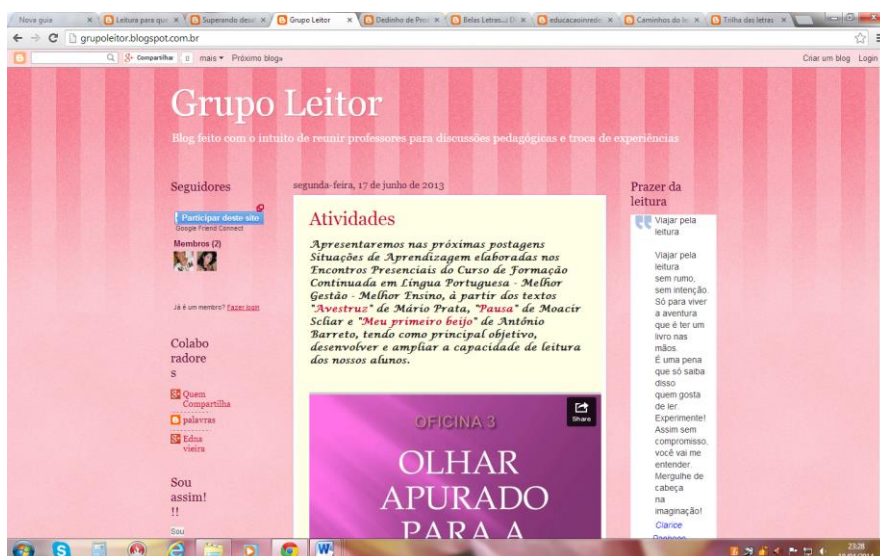 Nova guia
Leitura para que
Superando desaf
Grupo Leitor
Dedinho de Pros
Belas Letras...
educacaoinrede
Caminhos do le
Trilha das letras
grupoleitor.blogspot.com.br
Compartilhar 0 mais Próximo blog»
Criar um blog Login
Grupo Leitor
Blog feito com o intuito de reunir professores para discussões pedagógicas e troca de experiências
Seguidores
Participar deste site
Google Friend Connect
Membros (2)
Já é um membro? Fazer login
Colabo
radore
s
Quem
Compartilha
palavras
Edna
vieira
Sou
assim!
!!
Sou
segunda-feira, 17 de junho de 2013
Atividades
Apresentaremos nas próximas postagens
Situações de Aprendizagem elaboradas nos
Encontros Presenciais do Curso de Formação
Continuada em Língua Portuguesa - Melhor
Gestão - Melhor Ensino, à partir dos textos
"Avestruz" de Mário Prata, "Pausa" de Moacir
Scliar e "Meu primeiro beijo" de Antônio
Barreto, tendo como principal objetivo,
desenvolver e ampliar a capacidade de leitura
dos nossos alunos.
OFICINA 3
Share
OLHAR
APURADO
PARA A
Prazer da
leitura
Viajar pela
leitura
Viajar pela
leitura
sem rumo,
sem intenção.
Só para viver
a aventura
que é ter um
livro nas
mãos.
É uma pena
que só saiba
disso
quem gosta
de ler.
Experimente!
Assim sem
compromisso,
você vai me
entender.
Mergulhe de
cabeça
na
imaginação!
Clarice
Pacheco
23:28